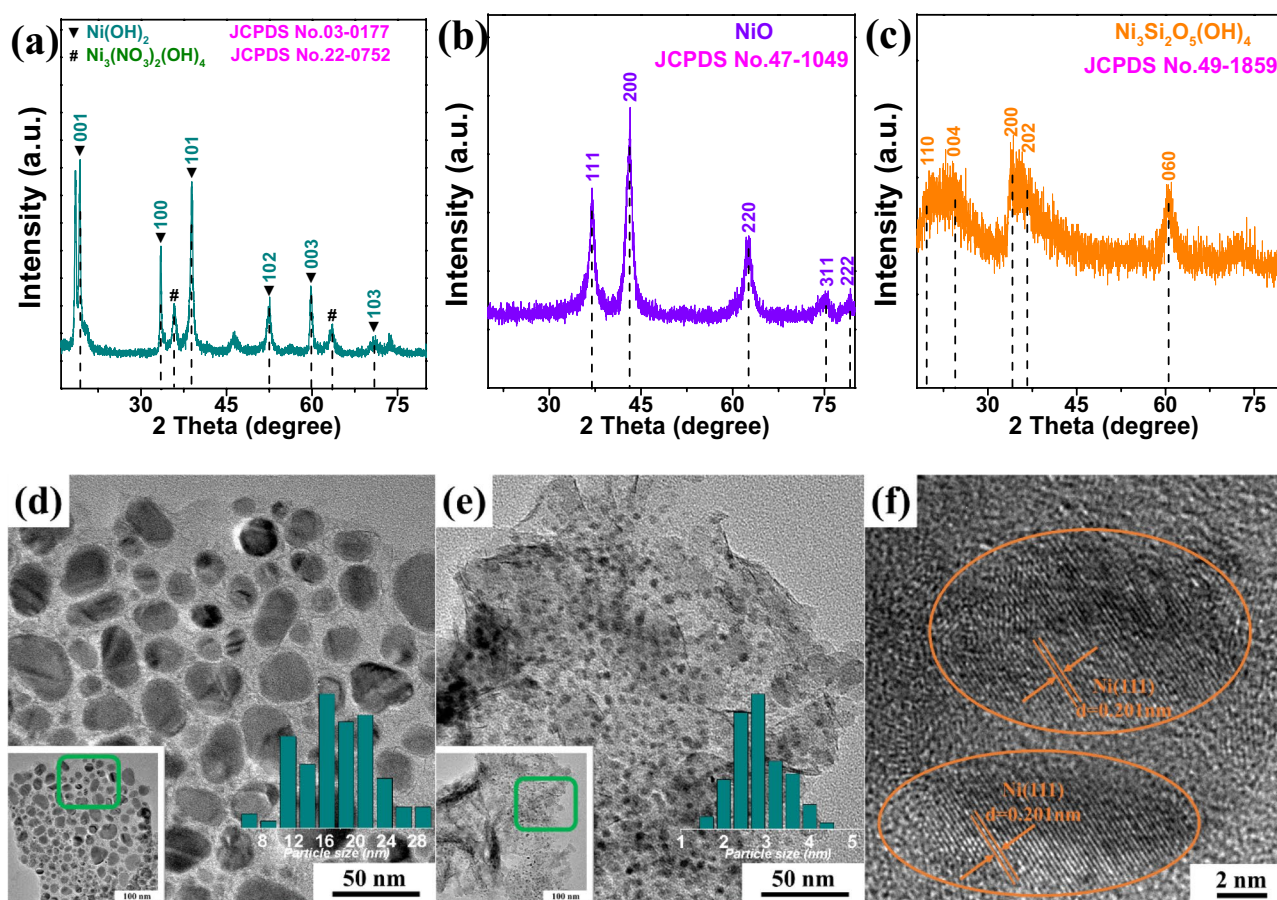 (a)
▼ Ni(OH)₂ JCPDS No.03-0177
# Ni₃(NO₃)₂(OH)₄ JCPDS No.22-0752
Intensity (a.u.)
001
100
#
101
102
003
#
103
30 45 60 75
2 Theta (degree)
(b)
NiO
JCPDS No.47-1049
Intensity (a.u.)
111
200
220
311
222
30 45 60 75
2 Theta (degree)
(c)
Ni₃Si₂O₅(OH)₄
JCPDS No.49-1859
Intensity (a.u.)
110
004
200
202
060
30 45 60 75
2 Theta (degree)
(d)
8 12 16 20 24 28
Particle size (nm)
100 nm
50 nm
(e)
1 2 3 4 5
Particle size (nm)
100 nm
50 nm
(f)
Ni(111)
d=0.201nm
Ni(111)
d=0.201nm
2 nm